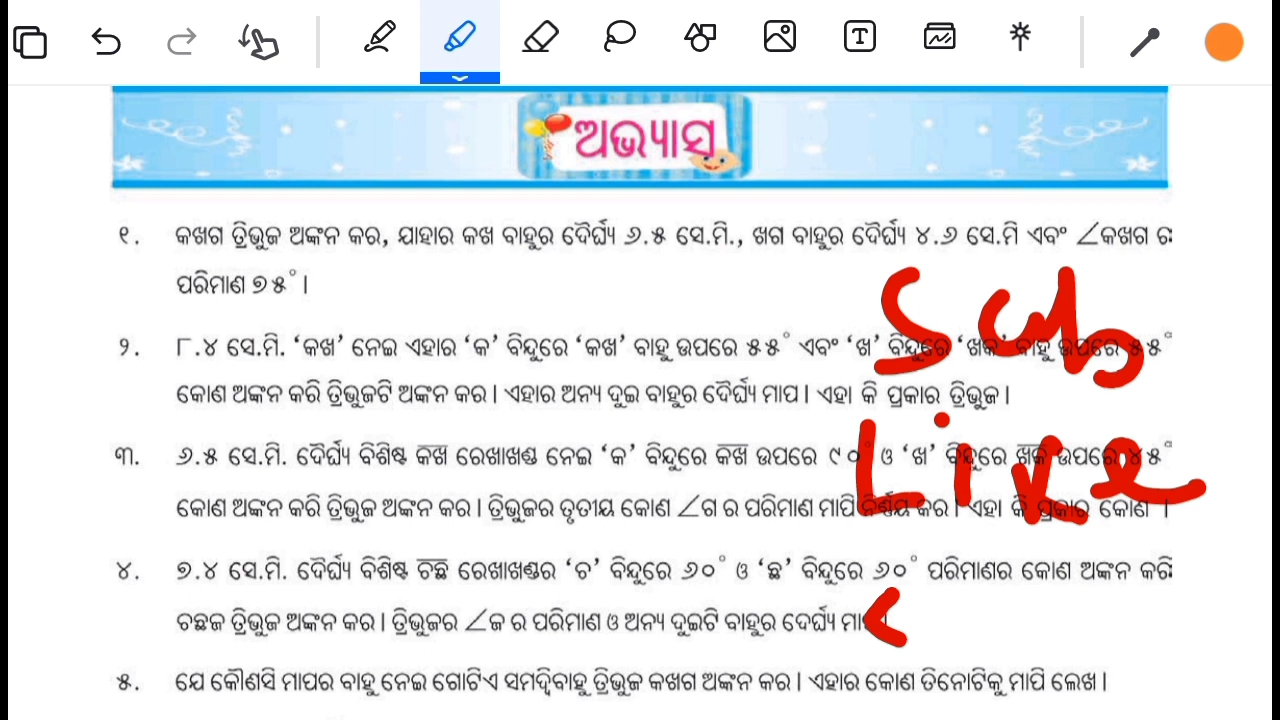 ଅଭ୍ୟାସ
୧. କଖଗ ତ୍ରିଭୁଜ ଅଙ୍କନ କର, ଯାହାର କଖ ବାହୁର ଦୈର୍ଘ୍ୟ ୬.୫ ସେ.ମି., ଖଗ ବାହୁର ଦୈର୍ଘ୍ୟ ୪.୬ ସେ.ମି ଏବଂ ∠କଖଗ ର
ପରିମାଣ ୭୫° ।
Sub
୨. ୮.୪ ସେ.ମି. ‘କଖ’ ନେଇ ଏହାର ‘କ’ ବିନ୍ଦୁରେ ‘କଖ’ ବାହୁ ଉପରେ ୫୫° ଏବଂ ‘ଖ’ ବିନ୍ଦୁରେ ‘ଖକ’ ବାହୁ ଉପରେ ୫୫°
କୋଣ ଅଙ୍କନ କରି ତ୍ରିଭୁଜଟି ଅଙ୍କନ କର । ଏହାର ଅନ୍ୟ ଦୁଇ ବାହୁର ଦୈର୍ଘ୍ୟ ମାପ । ଏହା କି ପ୍ରକାର ତ୍ରିଭୁଜ ।
Like
୩. ୬.୫ ସେ.ମି. ଦୈର୍ଘ୍ୟ ବିଶିଷ୍ଟ କଖ ରେଖାଖଣ୍ଡ ନେଇ ‘କ’ ବିନ୍ଦୁରେ କଖ ଉପରେ ୯୦° ଓ ‘ଖ’ ବିନ୍ଦୁରେ ଖକ ଉପରେ ୪୫°
କୋଣ ଅଙ୍କନ କରି ତ୍ରିଭୁଜ ଅଙ୍କନ କର । ତ୍ରିଭୁଜର ତୃତୀୟ କୋଣ ∠ଗ ର ପରିମାଣ ମାପି ନିର୍ଣ୍ଣୟ କର । ଏହା କି ପ୍ରକାର କୋଣ ।
୪. ୭.୪ ସେ.ମି. ଦୈର୍ଘ୍ୟ ବିଶିଷ୍ଟ ଚଛ ରେଖାଖଣ୍ଡର ‘ଚ’ ବିନ୍ଦୁରେ ୬୦° ଓ ‘ଛ’ ବିନ୍ଦୁରେ ୬୦° ପରିମାଣର କୋଣ ଅଙ୍କନ କରି
ଚଛଜ ତ୍ରିଭୁଜ ଅଙ୍କନ କର । ତ୍ରିଭୁଜର ∠ଜ ର ପରିମାଣ ଓ ଅନ୍ୟ ଦୁଇଟି ବାହୁର ଦେର୍ଘ୍ୟ
୫. ଯେ କୌଣସି ମାପର ବାହୁ ନେଇ ଗୋଟିଏ ସମଦ୍ୱିବାହୁ ତ୍ରିଭୁଜ କଖଗ ଅଙ୍କନ କର । ଏହାର କୋଣ ତିନୋଟିକୁ ମାପି ଲେଖ ।